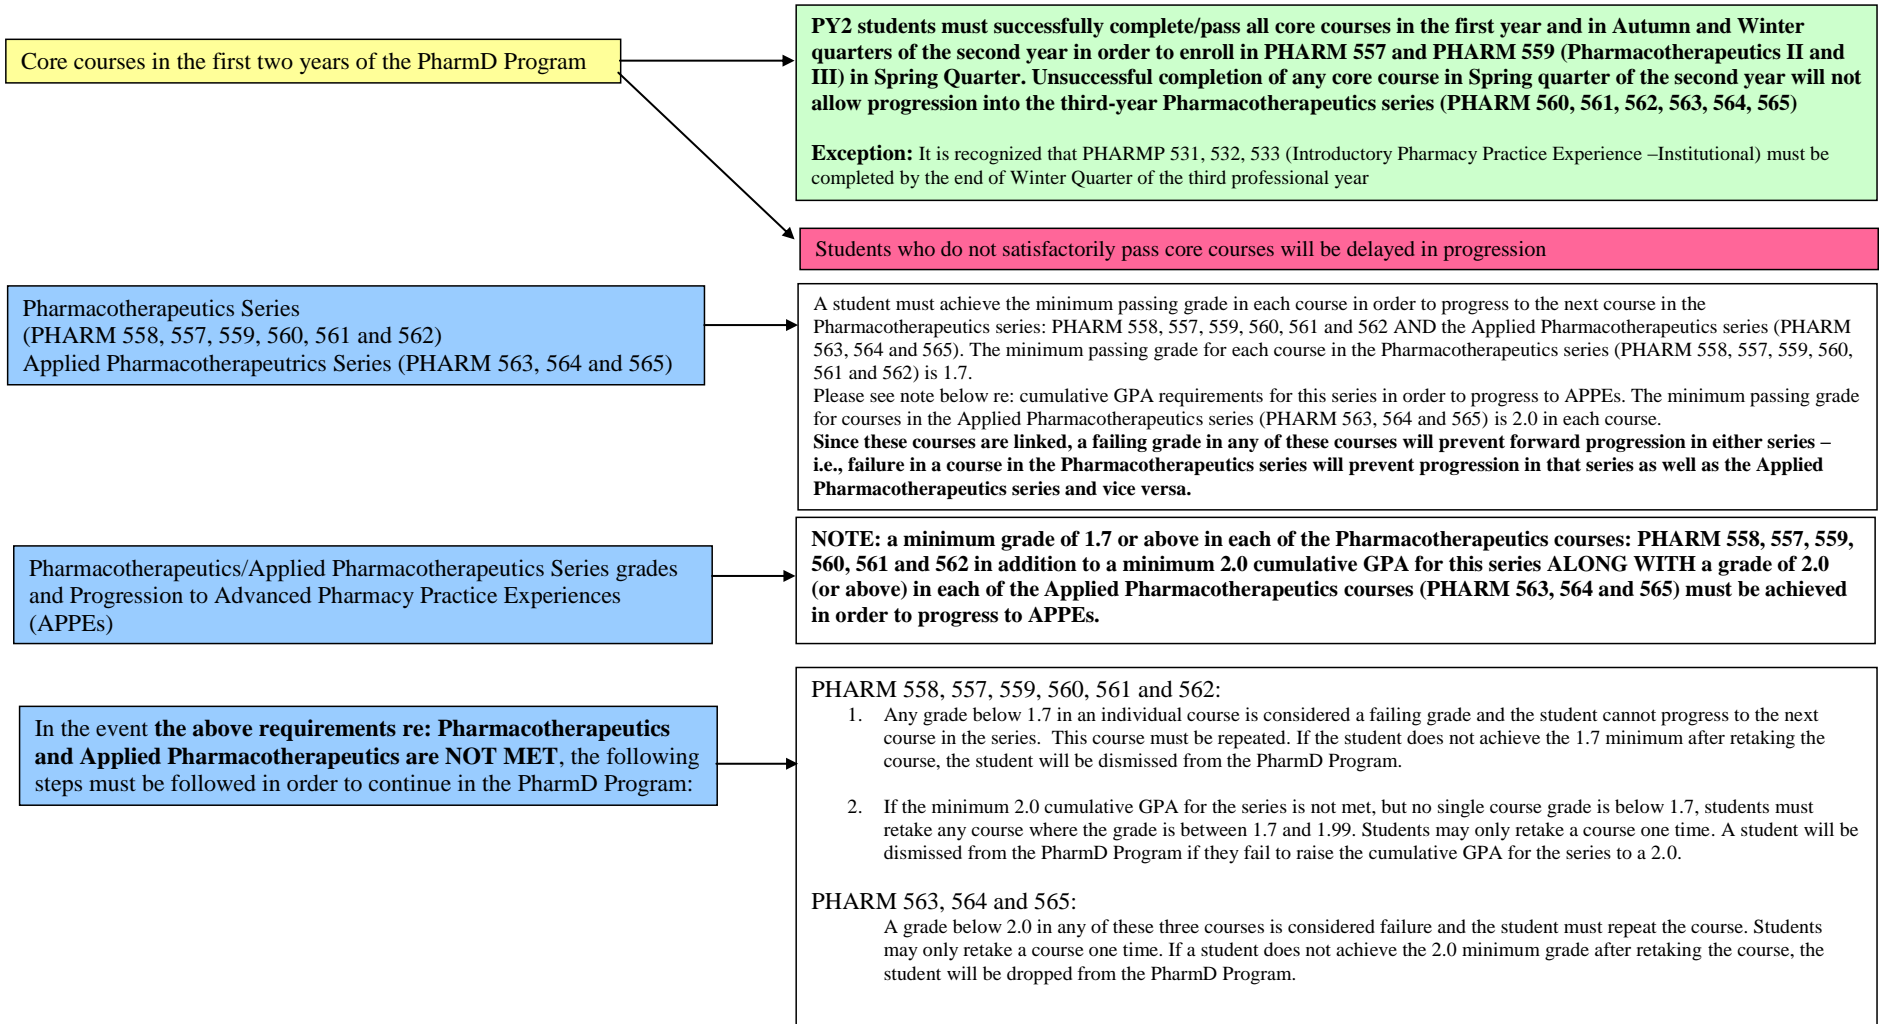 Core courses in the first two years of the PharmD Program
PY2 students must successfully complete/pass all core courses in the first year and in Autumn and Winter
quarters of the second year in order to enroll in PHARM 557 and PHARM 559 (Pharmacotherapeutics II and
III) in Spring Quarter. Unsuccessful completion of any core course in Spring quarter of the second year will not
allow progression into the third-year Pharmacotherapeutics series (PHARM 560, 561, 562, 563, 564, 565)
Exception: It is recognized that PHARMP 531, 532, 533 (Introductory Pharmacy Practice Experience –Institutional) must be
completed by the end of Winter Quarter of the third professional year
Students who do not satisfactorily pass core courses will be delayed in progression
Pharmacotherapeutics Series
(PHARM 558, 557, 559, 560, 561 and 562)
Applied Pharmacotherapeutrics Series (PHARM 563, 564 and 565)
A student must achieve the minimum passing grade in each course in order to progress to the next course in the
Pharmacotherapeutics series: PHARM 558, 557, 559, 560, 561 and 562 AND the Applied Pharmacotherapeutics series (PHARM
563, 564 and 565). The minimum passing grade for each course in the Pharmacotherapeutics series (PHARM 558, 557, 559, 560,
561 and 562) is 1.7.
Please see note below re: cumulative GPA requirements for this series in order to progress to APPEs. The minimum passing grade
for courses in the Applied Pharmacotherapeutics series (PHARM 563, 564 and 565) is 2.0 in each course.
Since these courses are linked, a failing grade in any of these courses will prevent forward progression in either series –
i.e., failure in a course in the Pharmacotherapeutics series will prevent progression in that series as well as the Applied
Pharmacotherapeutics series and vice versa.
Pharmacotherapeutics/Applied Pharmacotherapeutics Series grades
and Progression to Advanced Pharmacy Practice Experiences
(APPEs)
NOTE: a minimum grade of 1.7 or above in each of the Pharmacotherapeutics courses: PHARM 558, 557, 559,
560, 561 and 562 in addition to a minimum 2.0 cumulative GPA for this series ALONG WITH a grade of 2.0
(or above) in each of the Applied Pharmacotherapeutics courses (PHARM 563, 564 and 565) must be achieved
in order to progress to APPEs.
In the event the above requirements re: Pharmacotherapeutics
and Applied Pharmacotherapeutics are NOT MET, the following
steps must be followed in order to continue in the PharmD Program:
PHARM 558, 557, 559, 560, 561 and 562:
1. Any grade below 1.7 in an individual course is considered a failing grade and the student cannot progress to the next
course in the series. This course must be repeated. If the student does not achieve the 1.7 minimum after retaking the
course, the student will be dismissed from the PharmD Program.
2. If the minimum 2.0 cumulative GPA for the series is not met, but no single course grade is below 1.7, students must
retake any course where the grade is between 1.7 and 1.99. Students may only retake a course one time. A student will be
dismissed from the PharmD Program if they fail to raise the cumulative GPA for the series to a 2.0.
PHARM 563, 564 and 565:
A grade below 2.0 in any of these three courses is considered failure and the student must repeat the course. Students
may only retake a course one time. If a student does not achieve the 2.0 minimum grade after retaking the course, the
student will be dropped from the PharmD Program.